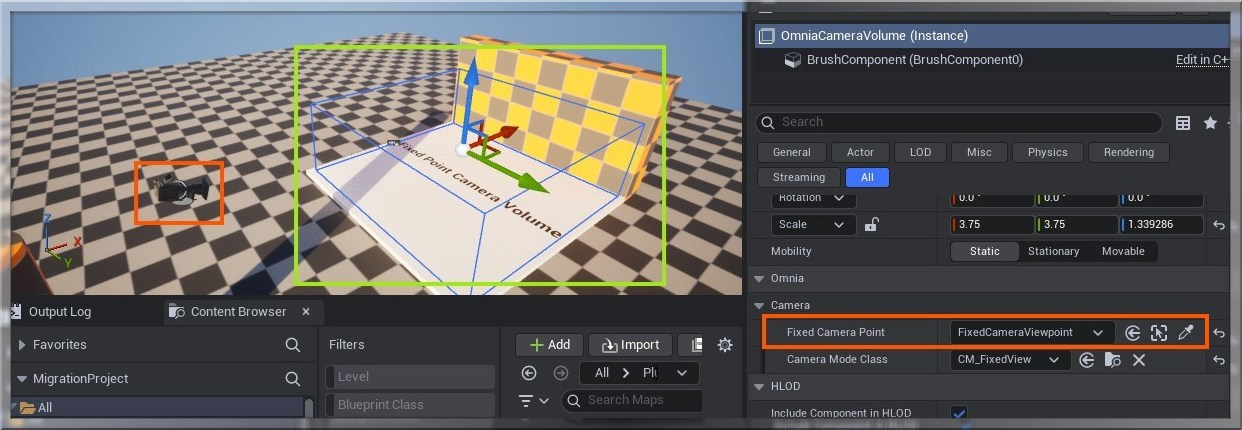 OmniaCameraVolume (Instance)
BrushComponent (BrushComponent0)
Edit in C++
Search
General
Actor
LOD
Misc
Physics
Rendering
Streaming
All
Rotation
0.0 °
0.0 °
0.0 °
Scale
3.75
3.75
1.339286
Mobility
Static
Stationary
Movable
Omnia
Camera
Fixed Camera Point
FixedCameraViewpoint
Camera Mode Class
CM_FixedView
HLOD
Include Component in HLOD
Fixed Point Camera Volume
Z
X
Y
Output Log
Content Browser
Favorites
MigrationProject
All
Filters
Level
Blueprint Class
Add
Import
All
Search Maps